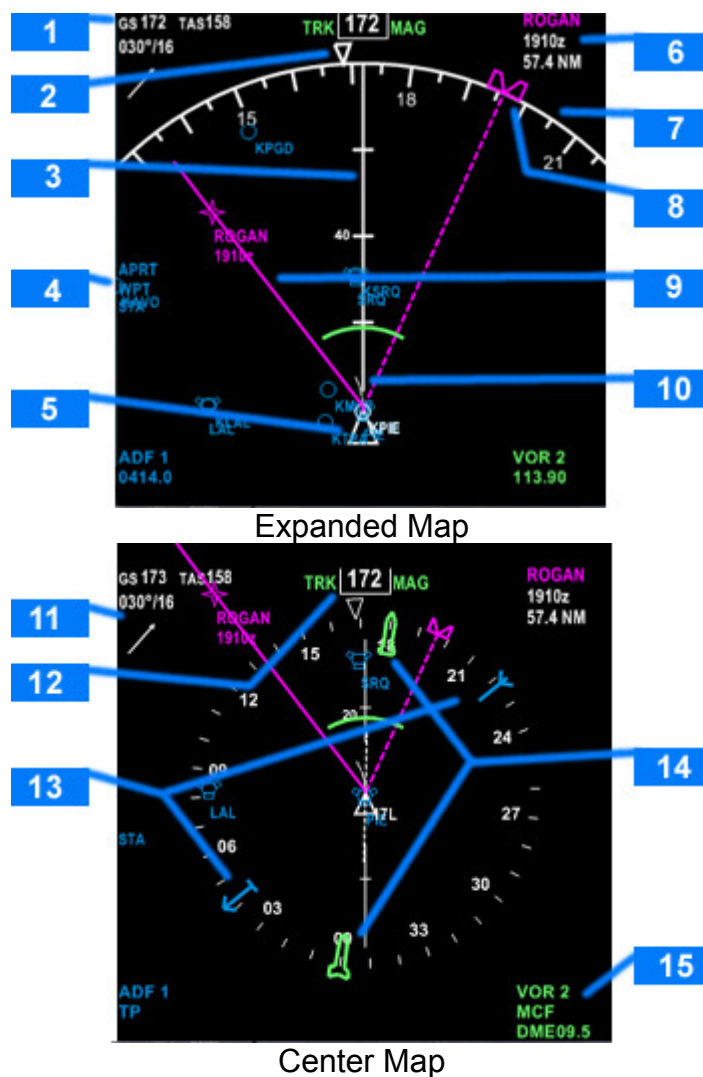 1
GS 172 TAS158
TRK 172 MAG
ROGAN
6
030°/16
1910z
57.4 NM
2
15
18
7
KPGD
21
3
8
ROGAN
1910z
40
APRT
WPT
STA
4
KSRQ
SRQ
9
10
5
LAL
KPIE
ADF 1
0414.0
VOR 2
113.90
Expanded Map
GS 173 TAS158
TRK 172 MAG
ROGAN
11
030°/16
ROGAN
1910z
1910z
57.4 NM
12
15
SRQ
21
12
20
24
14
13
09
LAL
17L
27
STA
06
03
30
33
15
ADF 1
TP
VOR 2
MCF
DME09.5
Center Map